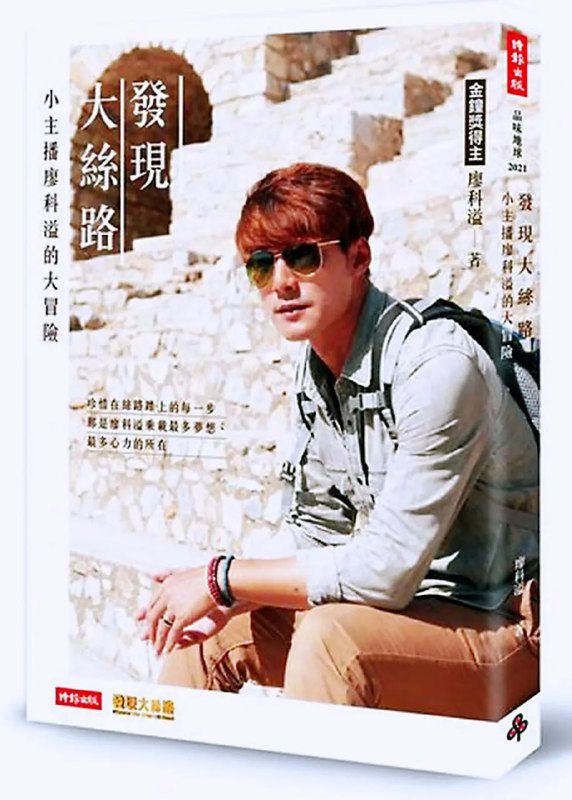 發現
大絲路
小主播廖科溢的大冒險
金鐘獎得主
廖科溢
著
珍惜在絲路踏上的每一步
那是廖科溢乘載最多夢想、
最多心力的所在
時報出版
發現大絲路
時報出版
品味地球
2021
發現大絲路
小主播廖科溢的大冒險
廖科溢